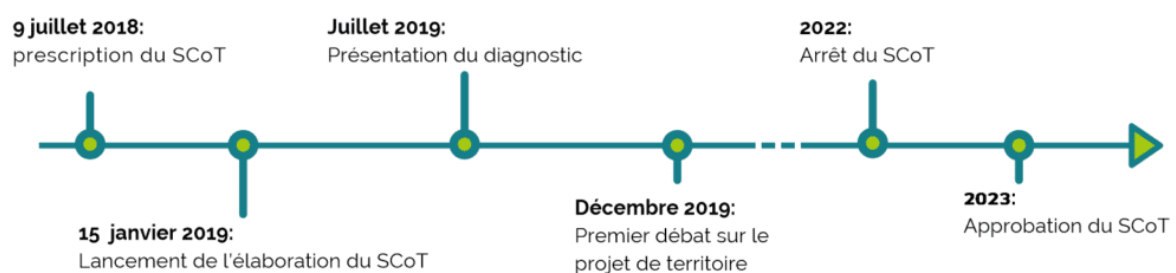 9 juillet 2018:
prescription du SCoT
15 janvier 2019:
Lancement de l'élaboration du SCoT
Juillet 2019:
Présentation du diagnostic
Décembre 2019:
Premier débat sur le
projet de territoire
2022:
Arrêt du SCoT
2023:
Approbation du SCoT